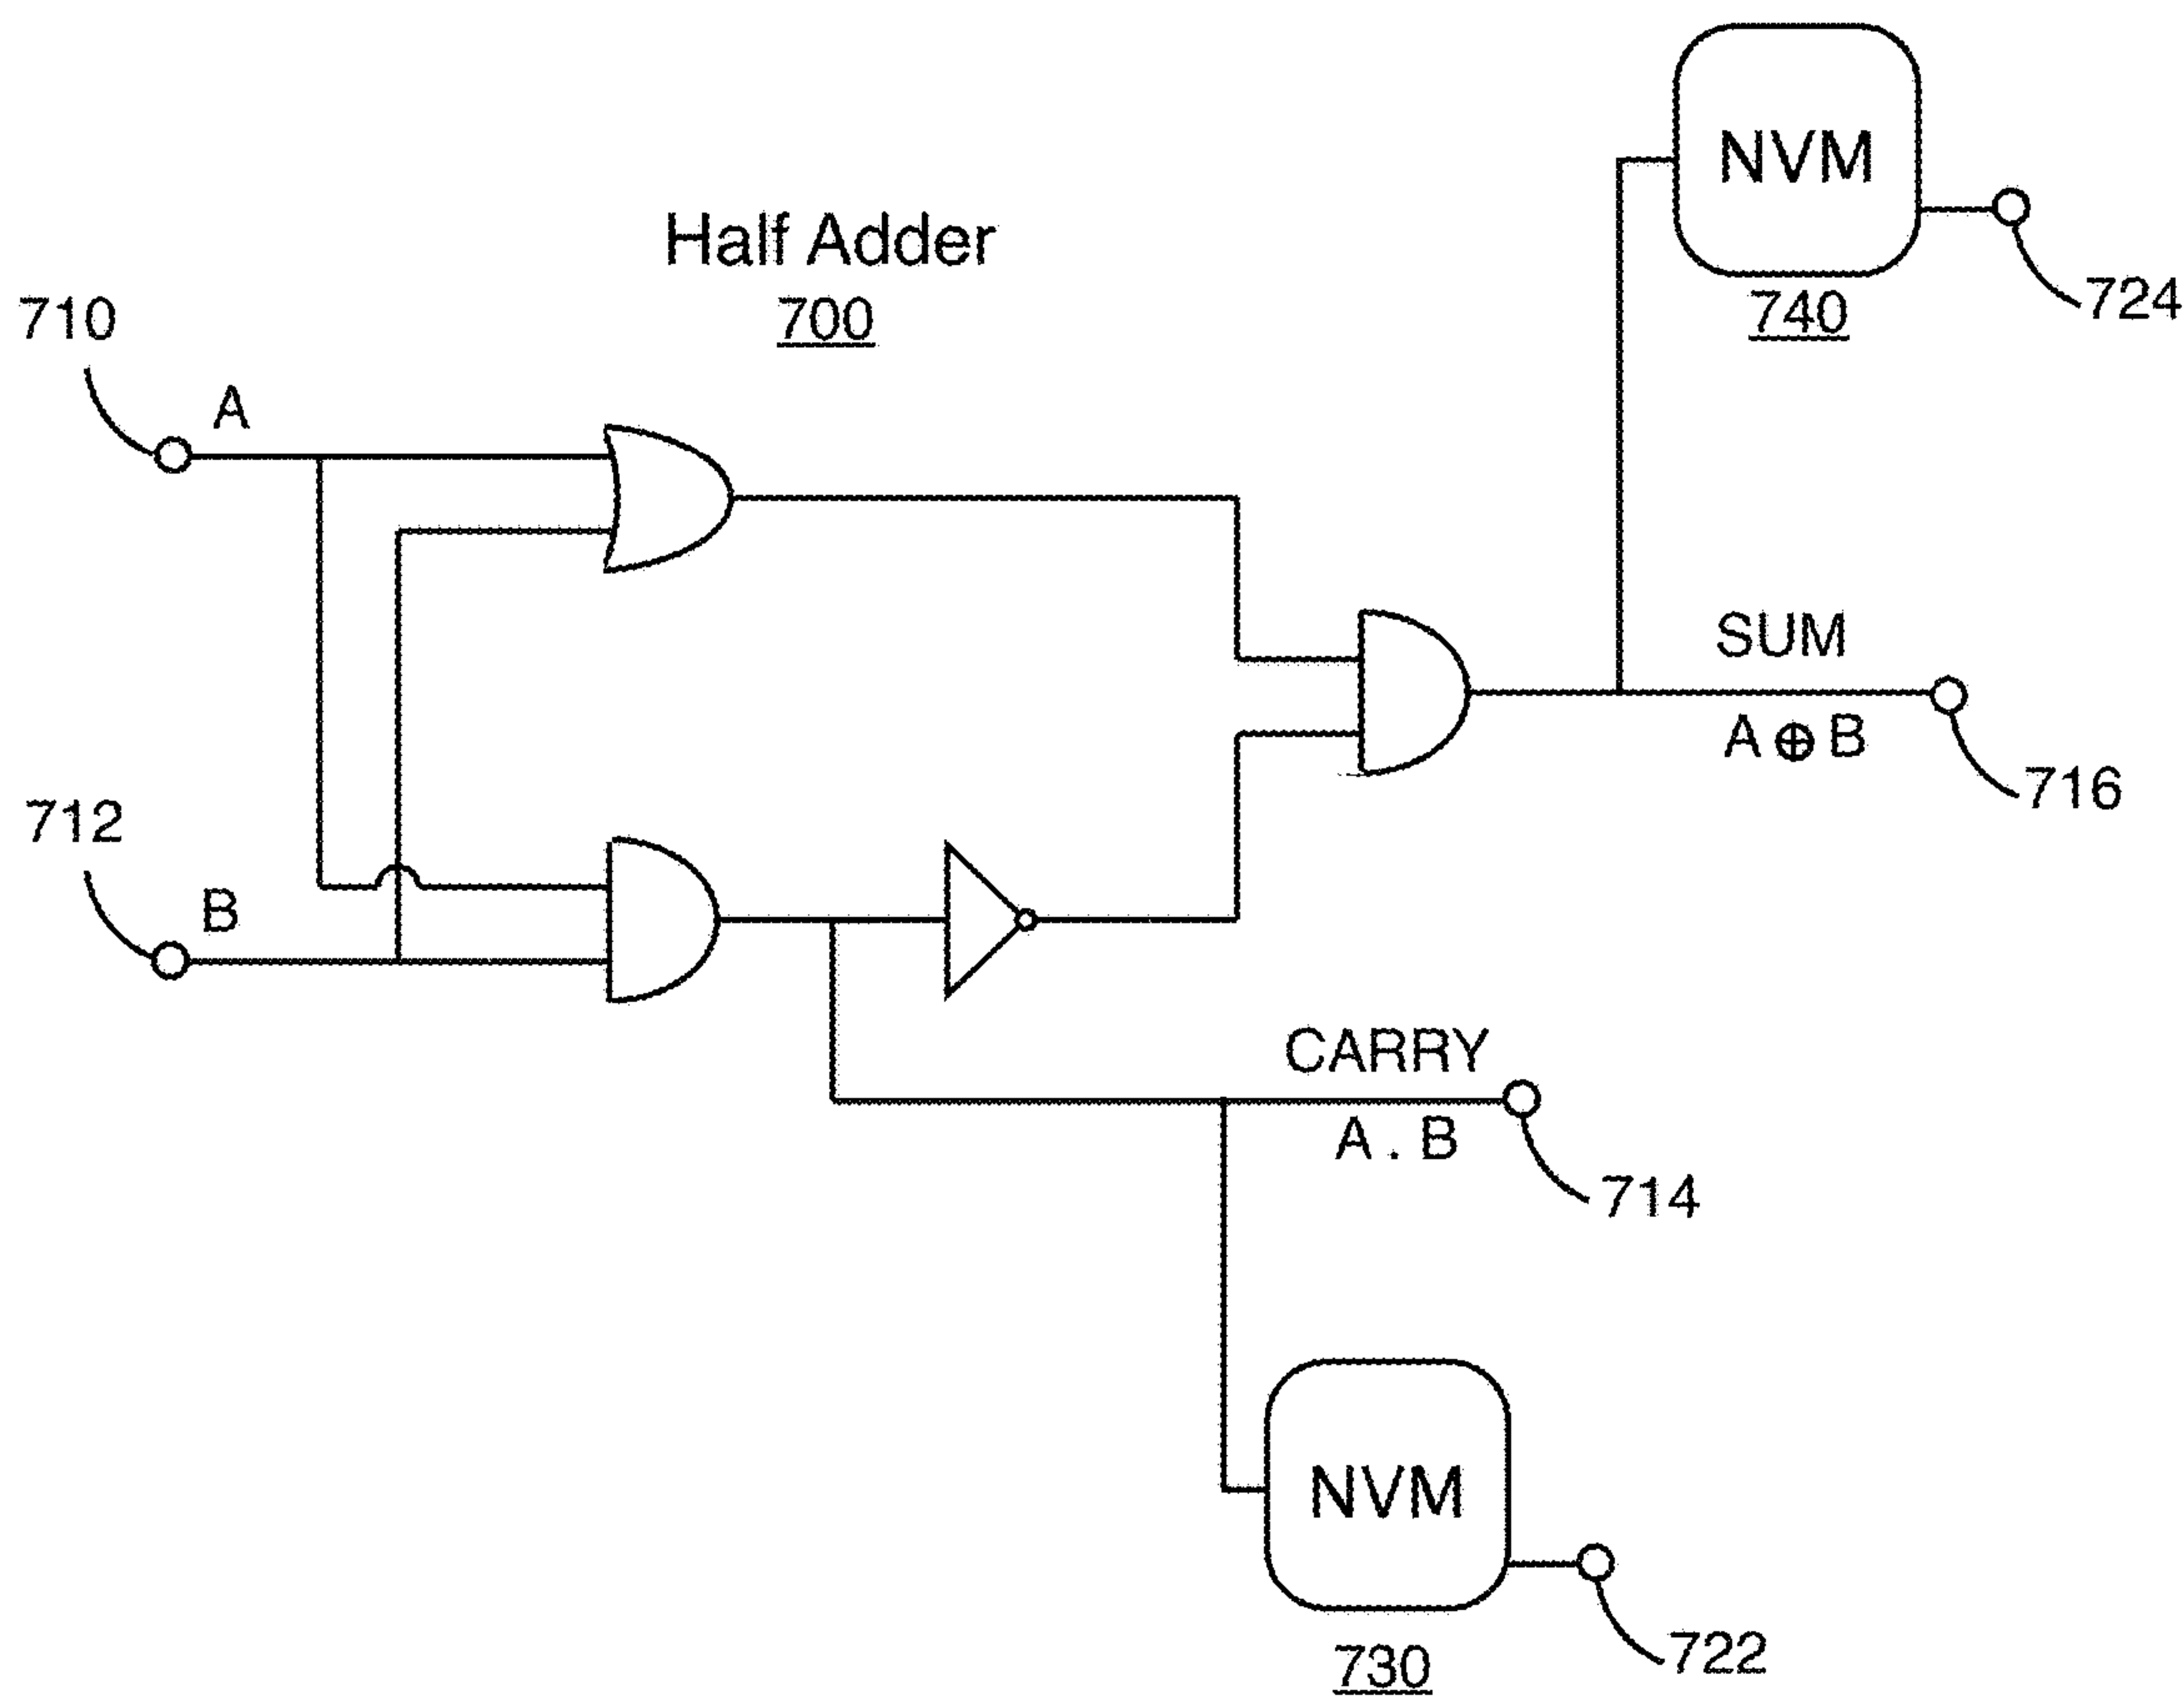 NVM
Half Adder
700
740
724
710
A
SUM
A ⊕ B
716
712
B
CARRY
A . B
714
NVM
730
722